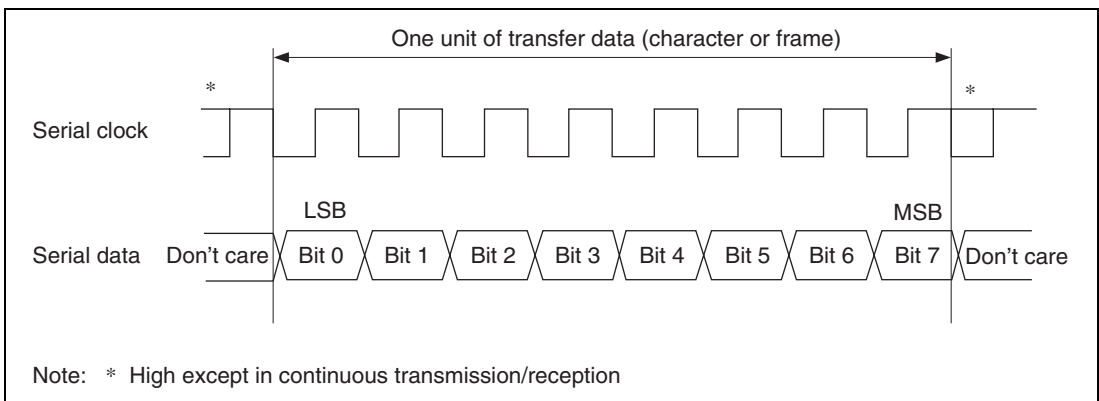 One unit of transfer data (character or frame)
* *
Serial clock
LSB MSB
Serial data Don't care Bit 0 Bit 1 Bit 2 Bit 3 Bit 4 Bit 5 Bit 6 Bit 7 Don't care
Note: * High except in continuous transmission/reception